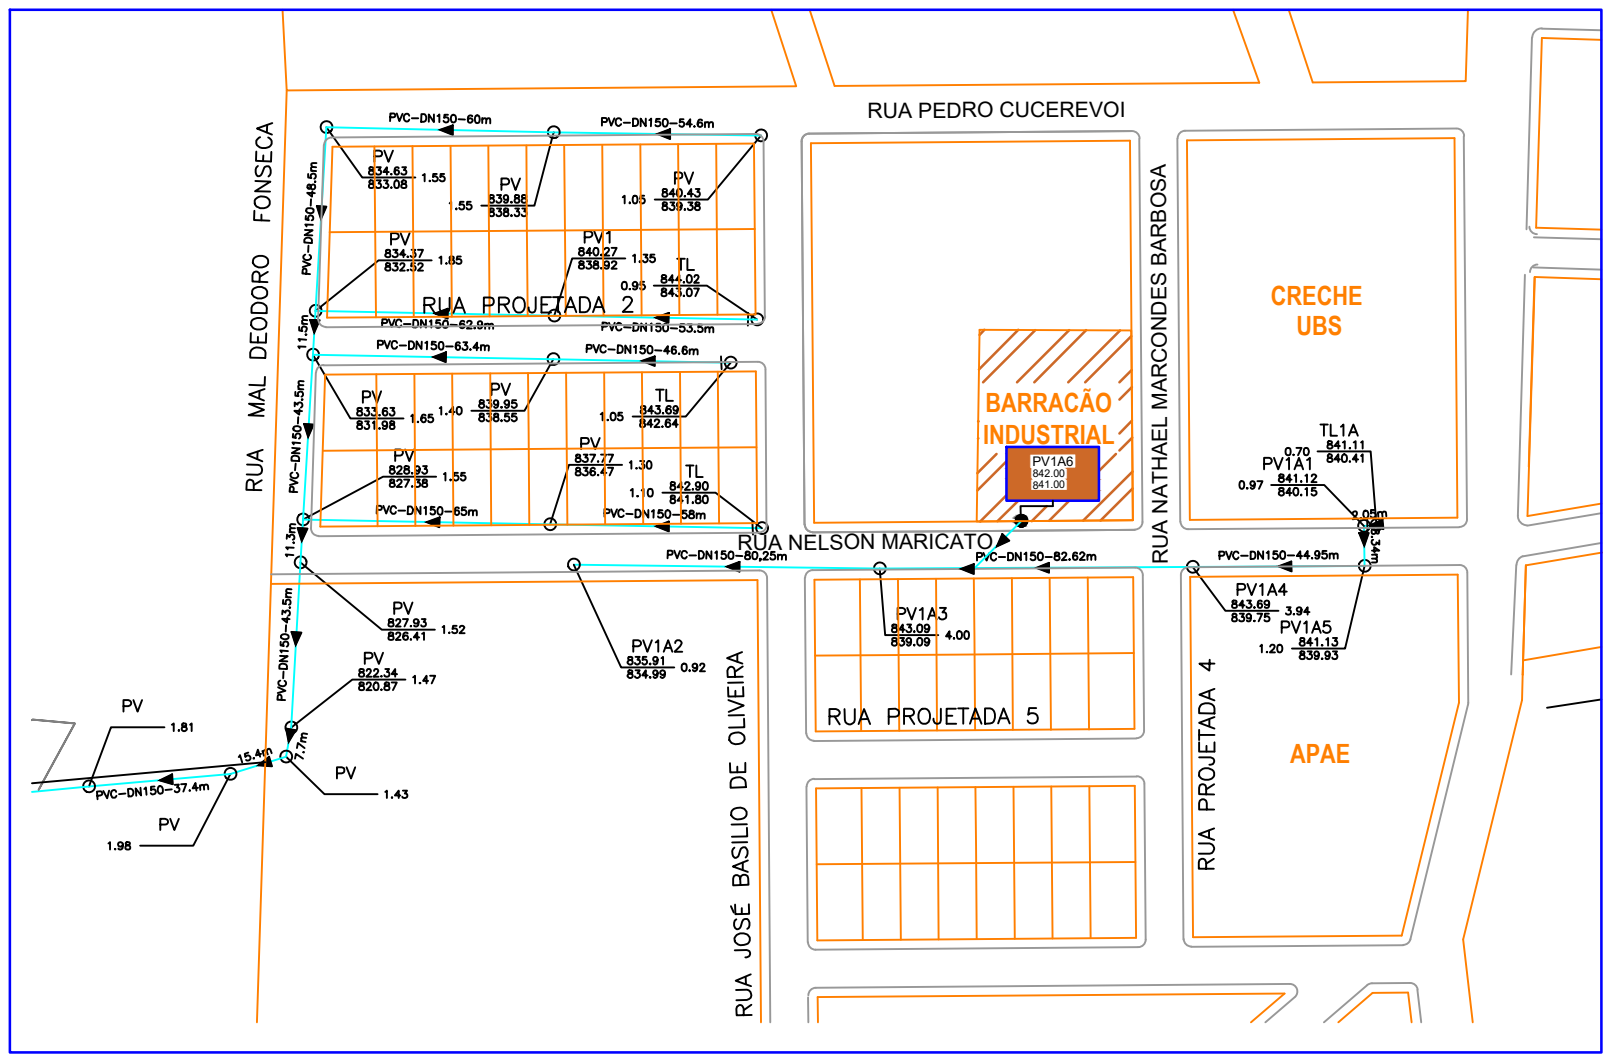 RUA PEDRO CUCEREVOI
PVC-DN150-60m
PVC-DN150-54.6m
RUA MAL DEODORO FONSECA
PVC-DN150-48.5m
PV
834.63
833.08
1.55
PV
839.88
838.33
1.55
PV
840.43
839.38
1.05
PV
834.37
832.52
1.85
PV1
840.27
838.92
1.35
TL
844.02
843.07
0.95
RUA PROJETADA 2
PVC-DN150-62.9m
PVC-DN150-53.5m
11.5m
PVC-DN150-63.4m
PVC-DN150-46.6m
PVC-DN150-43.5m
PV
833.63
831.98
1.65
PV
839.95
838.55
1.40
TL
843.69
842.64
1.05
PV
828.93
827.38
1.55
PV
837.77
836.47
1.30
TL
842.90
841.80
1.10
PVC-DN150-65m
PVC-DN150-58m
11.3m
RUA NELSON MARICATO
PVC-DN150-80,25m
PVC-DN150-82.62m
PVC-DN150-44.95m
BARRACÃO
INDUSTRIAL
PV1A6
842.00
841.00
RUA NATHAEL MARCONDES BARBOSA
CRECHE
UBS
TL1A
841.11
840.41
0.70
PV1A1
841.12
840.15
0.97
PVC-DN150-43.5m
PV
827.93
826.41
1.52
PV
822.34
820.87
1.47
PV1A2
835.91
834.99
0.92
PV1A3
843.09
839.09
4.00
PV1A4
843.69
839.75
3.94
PV1A5
841.13
839.93
1.20
RUA PROJETADA 5
RUA PROJETADA 4
APAE
RUA JOSÉ BASILIO DE OLIVEIRA
PV
1.81
15.4m
7.7m
PVC-DN150-37.4m
PV
1.43
PV
1.98